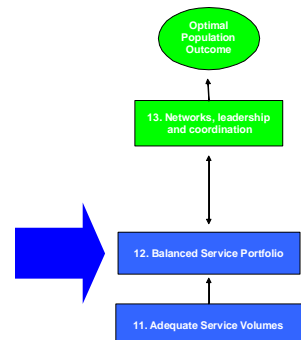 Optimal
Population
Outcome
13. Networks, leadership
and coordination
12. Balanced Service Portfolio
11. Adequate Service Volumes